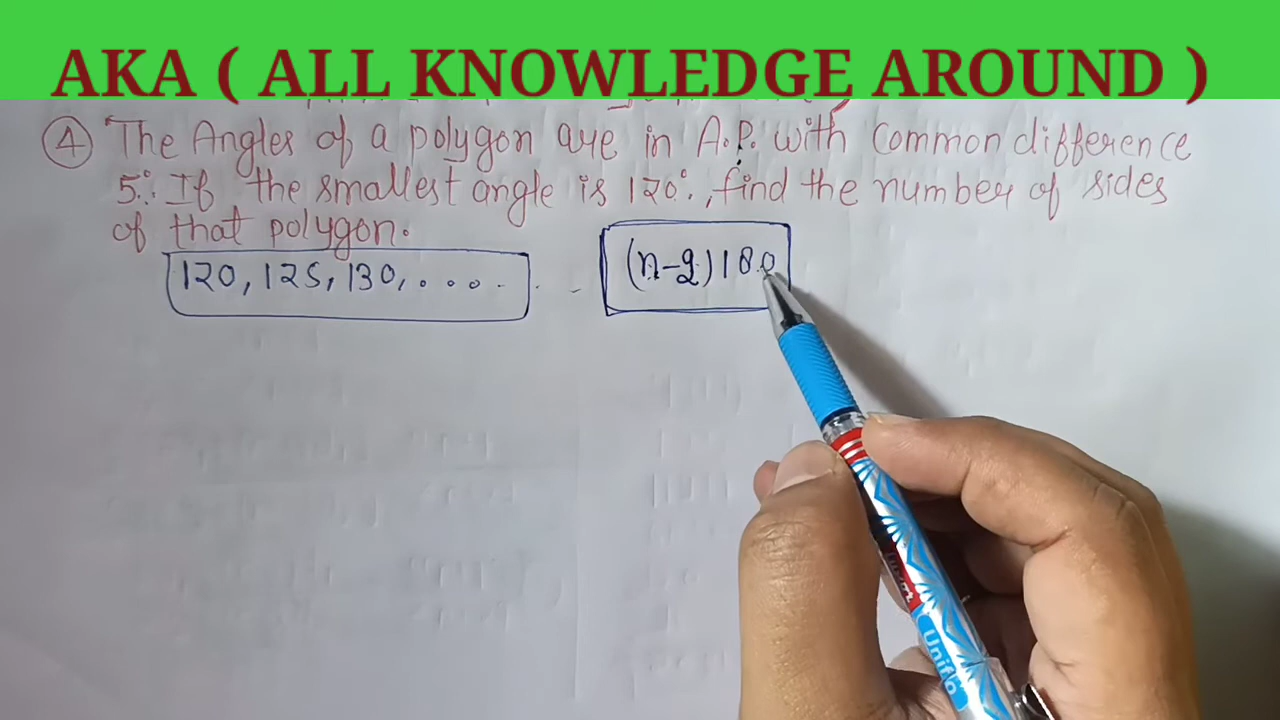 AKA ( ALL KNOWLEDGE AROUND )
④ The Angles of a polygon are in A.P. with Common difference
5°. If the smallest angle is 120°, find the number of sides
of that polygon.
120, 125, 130, . . . . (n-2)180
Uniflo